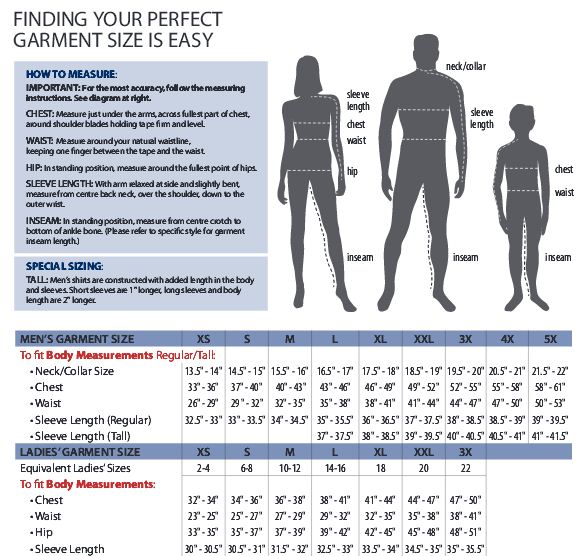 FINDING YOUR PERFECT
GARMENT SIZE IS EASY
HOW TO MEASURE:
IMPORTANT: For the most accuracy, follow the measuring
instructions. See diagram at right.
CHEST: Measure just under the arms, across fullest part of chest,
around shoulder blades holding tape firm and level.
WAIST: Measure around your natural waistline,
keeping one finger between the tape and the waist.
HIP: In standing position, measure around the fullest point of hips.
SLEEVE LENGTH: With arm relaxed at side and slightly bent,
measure from centre back neck, over the shoulder, down to the
outer wrist.
INSEAM: In standing position, measure from centre crotch to
bottom of ankle bone. (Please refer to specific style for garment
inseam length.)
SPECIAL SIZING:
TALL: Men's shirts are constructed with added length in the body
and sleeves. Short sleeves are 1" longer, long sleeves and body
length are 2" longer.
sleeve
length
chest
waist
hip
inseam
neck/collar
sleeve
length
inseam
chest
waist
inseam
MEN'S GARMENT SIZE XS S M L XL XXL 3X 4X 5X
To fit Body Measurements Regular/Tall:
• Neck/Collar Size 13.5" - 14" 14.5" - 15" 15.5" - 16" 16.5" - 17" 17.5" - 18" 18.5" - 19" 19.5" - 20" 20.5" - 21" 21.5" - 22"
• Chest 33" - 36" 37" - 40" 40" - 43" 43" - 46" 46" - 49" 49" - 52" 52" - 55" 55" - 58" 58" - 61"
• Waist 26" - 29" 29" - 32" 32" - 35" 35" - 38" 38" - 41" 41" - 44" 44" - 47" 47" - 50" 50" - 53"
• Sleeve Length (Regular) 32.5" - 33" 33" - 33.5" 34" - 34.5" 35" - 35.5" 36" - 36.5" 37" - 37.5" 38" - 38.5" 38.5" - 39" 39" - 39.5"
• Sleeve Length (Tall) 37" - 37.5" 38" - 38.5" 39" - 39.5" 40" - 40.5" 40.5" - 41" 41" - 41.5"
LADIES' GARMENT SIZE XS S M L XL XXL 3X
Equivalent Ladies' Sizes 2-4 6-8 10-12 14-16 18 20 22
To fit Body Measurements:
• Chest 32" - 34" 34" - 36" 36" - 38" 38" - 41" 41" - 44" 44" - 47" 47" - 50"
• Waist 23" - 25" 25" - 27" 27" - 29" 29" - 32" 32" - 35" 35" - 38" 38" - 41"
• Hip 33" - 35" 35" - 37" 37" - 39" 39" - 42" 42" - 45" 45" - 48" 48" - 51"
• Sleeve Length 30" - 30.5" 30.5" - 31" 31.5" - 32" 32.5" - 33" 33.5" - 34" 34.5" - 35" 35" - 35.5"